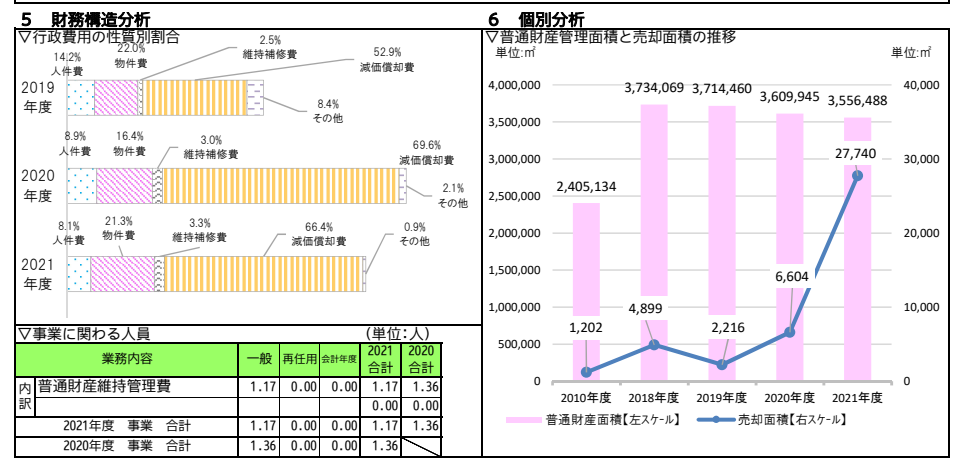 5 財務構造分析
▽行政費用の性質別割合
14.2%
人件費
22.0%
物件費
2.5%
維持補修費
52.9%
減価償却費
8.4%
その他
2019
年度
8.9%
人件費
16.4%
物件費
3.0%
維持補修費
69.6%
減価償却費
2.1%
その他
2020
年度
8.1%
人件費
21.3%
物件費
3.3%
維持補修費
66.4%
減価償却費
0.9%
その他
2021
年度
▽事業に関わる人員 (単位:人)
業務内容 一般 再任用 会計年度 2021合計 2020合計
内訳 普通財産維持管理費 1.17 0.00 0.00 1.17 1.36
0.00 0.00
2021年度 事業 合計 1.17 0.00 0.00 1.17 1.36
2020年度 事業 合計 1.36 0.00 0.00 1.36
6 個別分析
▽普通財産管理面積と売却面積の推移
単位:㎡ 単位:㎡
4,000,000
3,500,000
3,000,000
2,500,000
2,000,000
1,500,000
1,000,000
500,000
0
40,000
30,000
20,000
10,000
0
2,405,134
3,734,069
3,714,460
3,609,945
3,556,488
1,202
4,899
2,216
6,604
27,740
2010年度 2018年度 2019年度 2020年度 2021年度
普通財産面積【左スケール】 売却面積【右スケール】